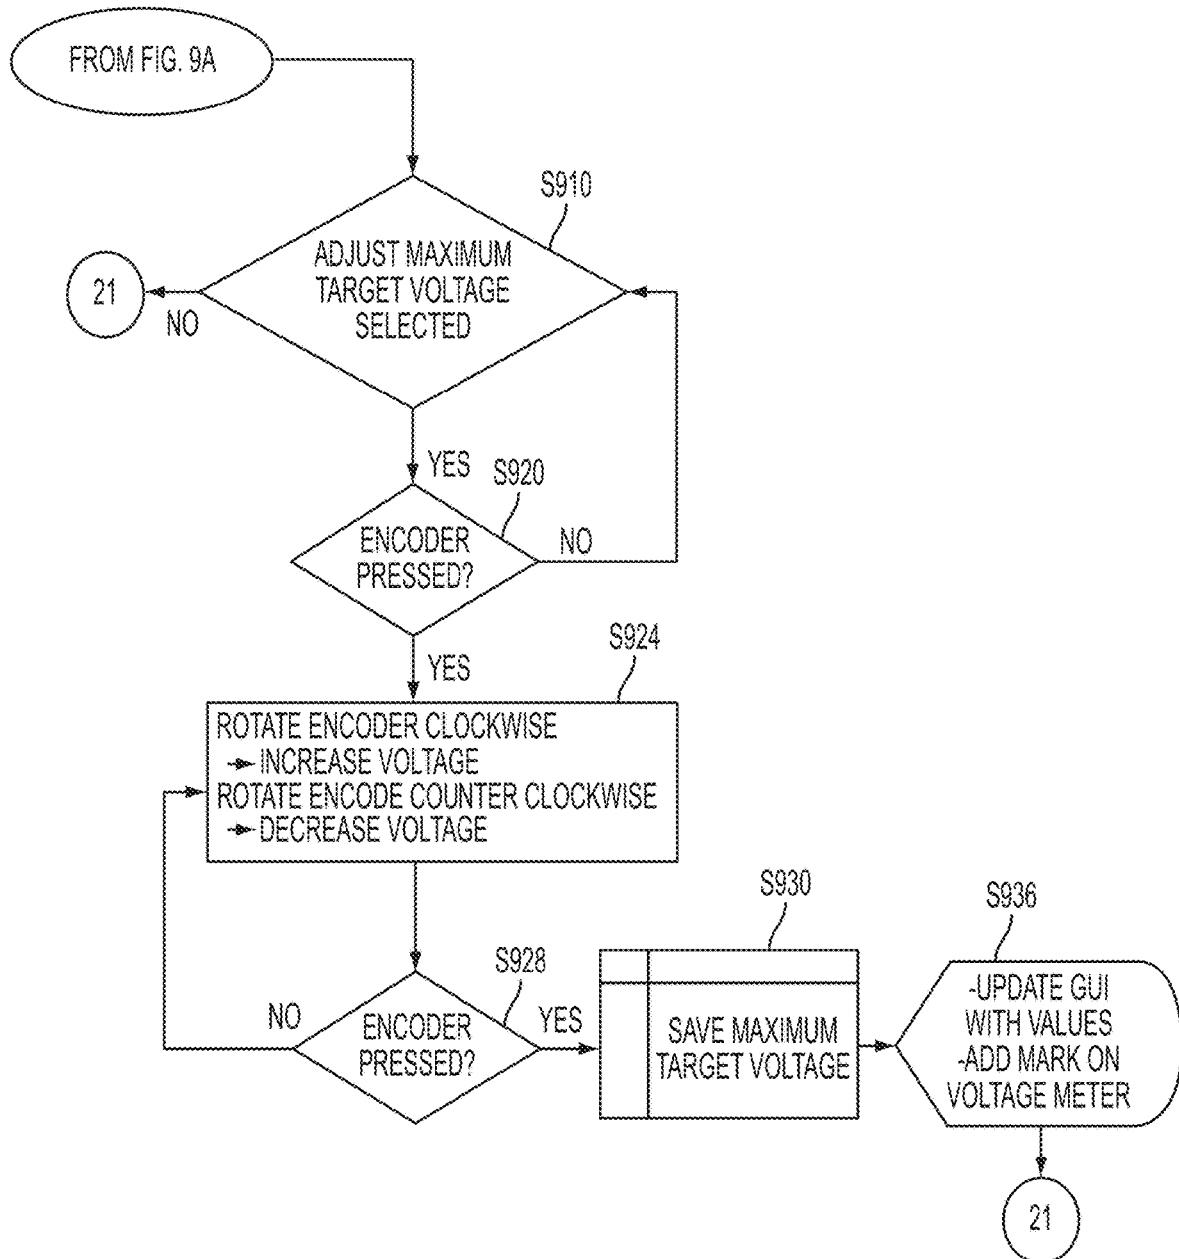 FROM FIG. 9A
S910
ADJUST MAXIMUM
TARGET VOLTAGE
SELECTED
21
NO
YES
S920
ENCODER
PRESSED?
NO
YES
S924
ROTATE ENCODER CLOCKWISE
→ INCREASE VOLTAGE
ROTATE ENCODE COUNTER CLOCKWISE
→ DECREASE VOLTAGE
S928
NO
ENCODER
PRESSED?
YES
S930
SAVE MAXIMUM
TARGET VOLTAGE
S936
-UPDATE GUI
WITH VALUES
-ADD MARK ON
VOLTAGE METER
21